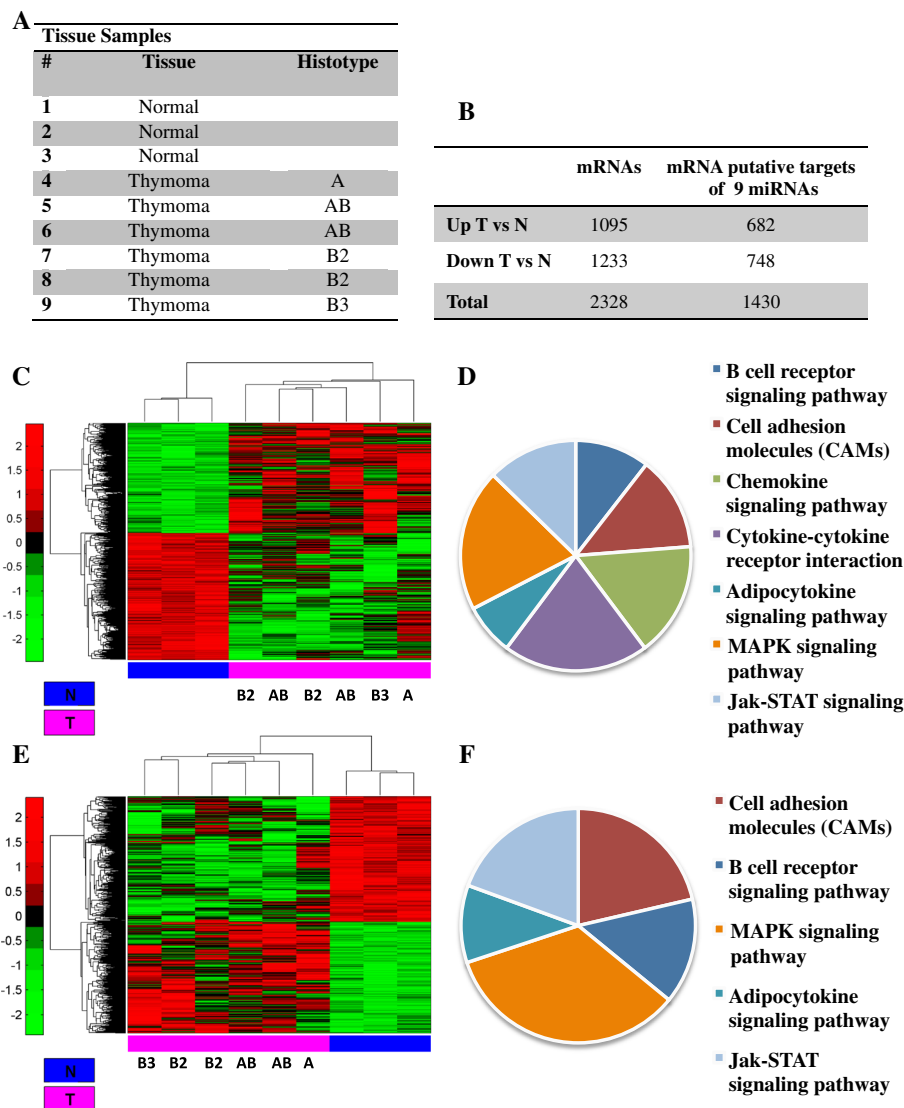 A
Tissue Samples
# Tissue Histotype
1 Normal
2 Normal
3 Normal
4 Thymoma A
5 Thymoma AB
6 Thymoma AB
7 Thymoma B2
8 Thymoma B2
9 Thymoma B3
B
mRNAs mRNA putative targets
of 9 miRNAs
Up T vs N 1095 682
Down T vs N 1233 748
Total 2328 1430
C
2
1.5
1
0.5
0
-0.5
-1
-1.5
-2
N
T
B2 AB B2 AB B3 A
D
B cell receptor
signaling pathway
Cell adhesion
molecules (CAMs)
Chemokine
signaling pathway
Cytokine-cytokine
receptor interaction
Adipocytokine
signaling pathway
MAPK signaling
pathway
Jak-STAT signaling
pathway
E
2
1.5
1
0.5
0
-0.5
-1
-1.5
-2
N
T
B3 B2 B2 AB AB A
F
Cell adhesion
molecules (CAMs)
B cell receptor
signaling pathway
MAPK signaling
pathway
Adipocytokine
signaling pathway
Jak-STAT
signaling pathway